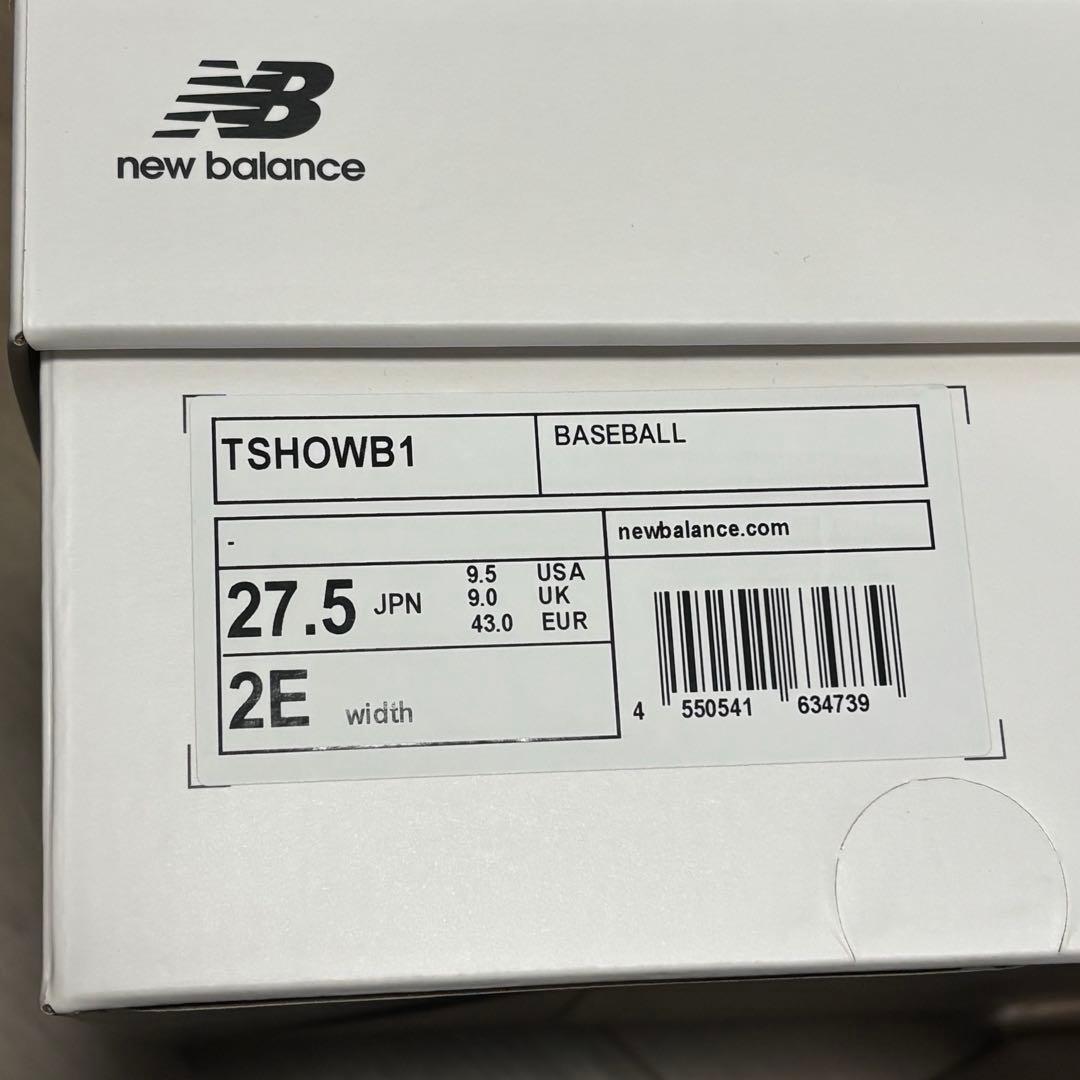 NB
new balance
TSHOWB1
BASEBALL
-
newbalance.com
27.5 JPN
9.5 USA
9.0 UK
43.0 EUR
2E width
4 550541 634739